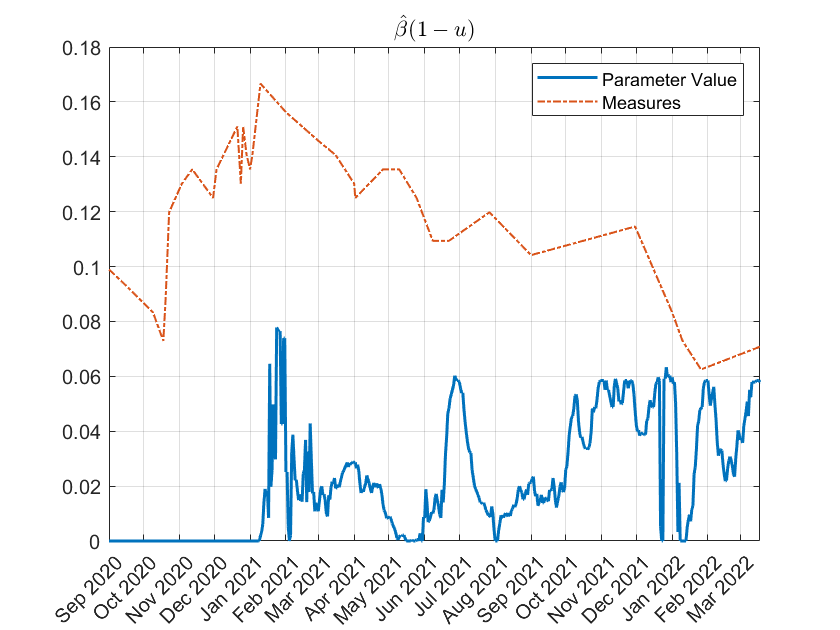 β̂(1 − u)
Parameter Value
Measures
0.18
0.16
0.14
0.12
0.1
0.08
0.06
0.04
0.02
0
Sep 2020
Oct 2020
Nov 2020
Dec 2020
Jan 2021
Feb 2021
Mar 2021
Apr 2021
May 2021
Jun 2021
Jul 2021
Aug 2021
Sep 2021
Oct 2021
Nov 2021
Dec 2021
Jan 2022
Feb 2022
Mar 2022